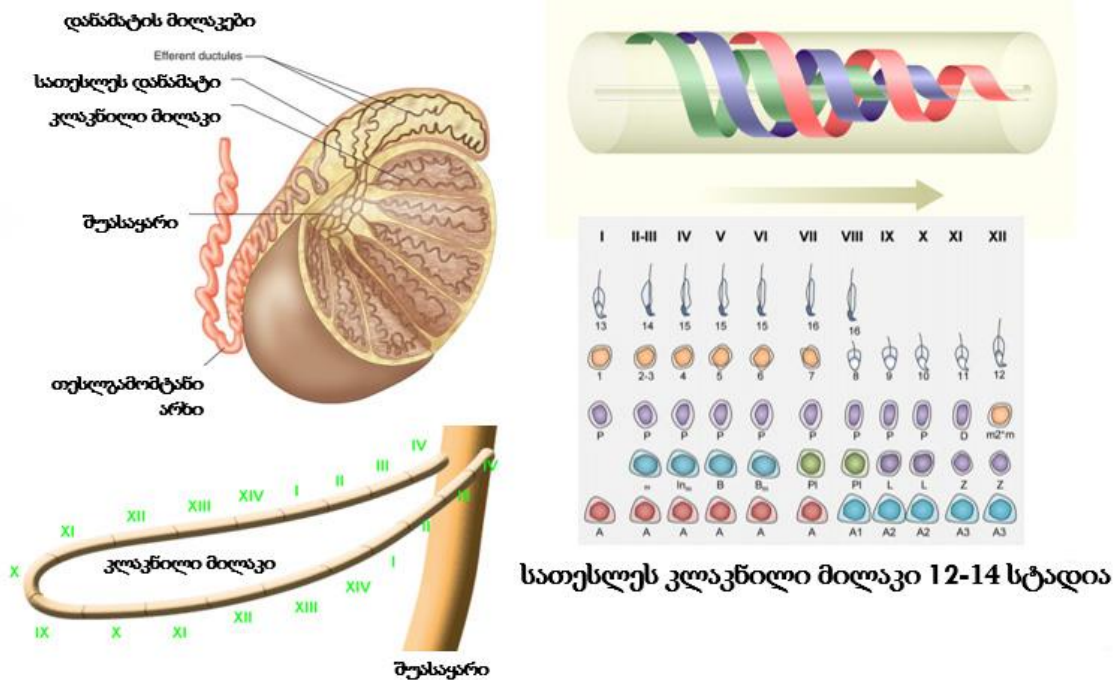 დანამატის მილაკები
Efferent ductules
სათესლეს დანამატი
კლაკნილი მილაკი
შუასაყარი
თესლგამომტანი
არხი
I II-III IV V VI VII VIII IX X XI XII
13 14 15 15 15 16 16
1 2-3 4 5 6 7 8 9 10 11 12
P P P P P P P P P D m2°m
In_m B B_m Pl Pl L L Z Z
A A A A A A A1 A2 A2 A3 A3
სათესლეს კლაკნილი მილაკი 12-14 სტადია
IV
III
II
I
XIV
XIII
XII
XI
X
კლაკნილი მილაკი
IV
III
II
I
XIV
XIII
XII
XI
X
IX
შუასაყარი